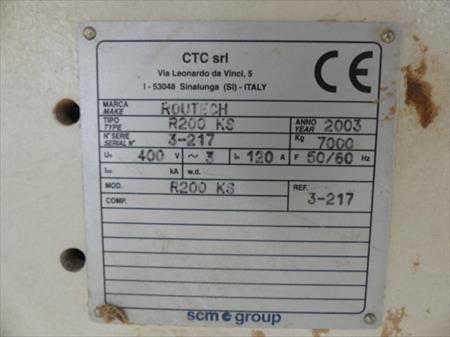 CTC srl
Via Leonardo da Vinci, 5
I - 53048 Sinalunga (SI) - ITALY
CE
MARCA MAKE ROUTECH
TIPO TYPE R200 KS ANNO YEAR 2003
N° SERIE SERIAL N° 3-217 Kg 7000
Un 400 V ~ 3 In 120 A F 50/60 Hz
Icc kA w.d.
MOD. R200 KS REF. 3-217
COMP.
scm group